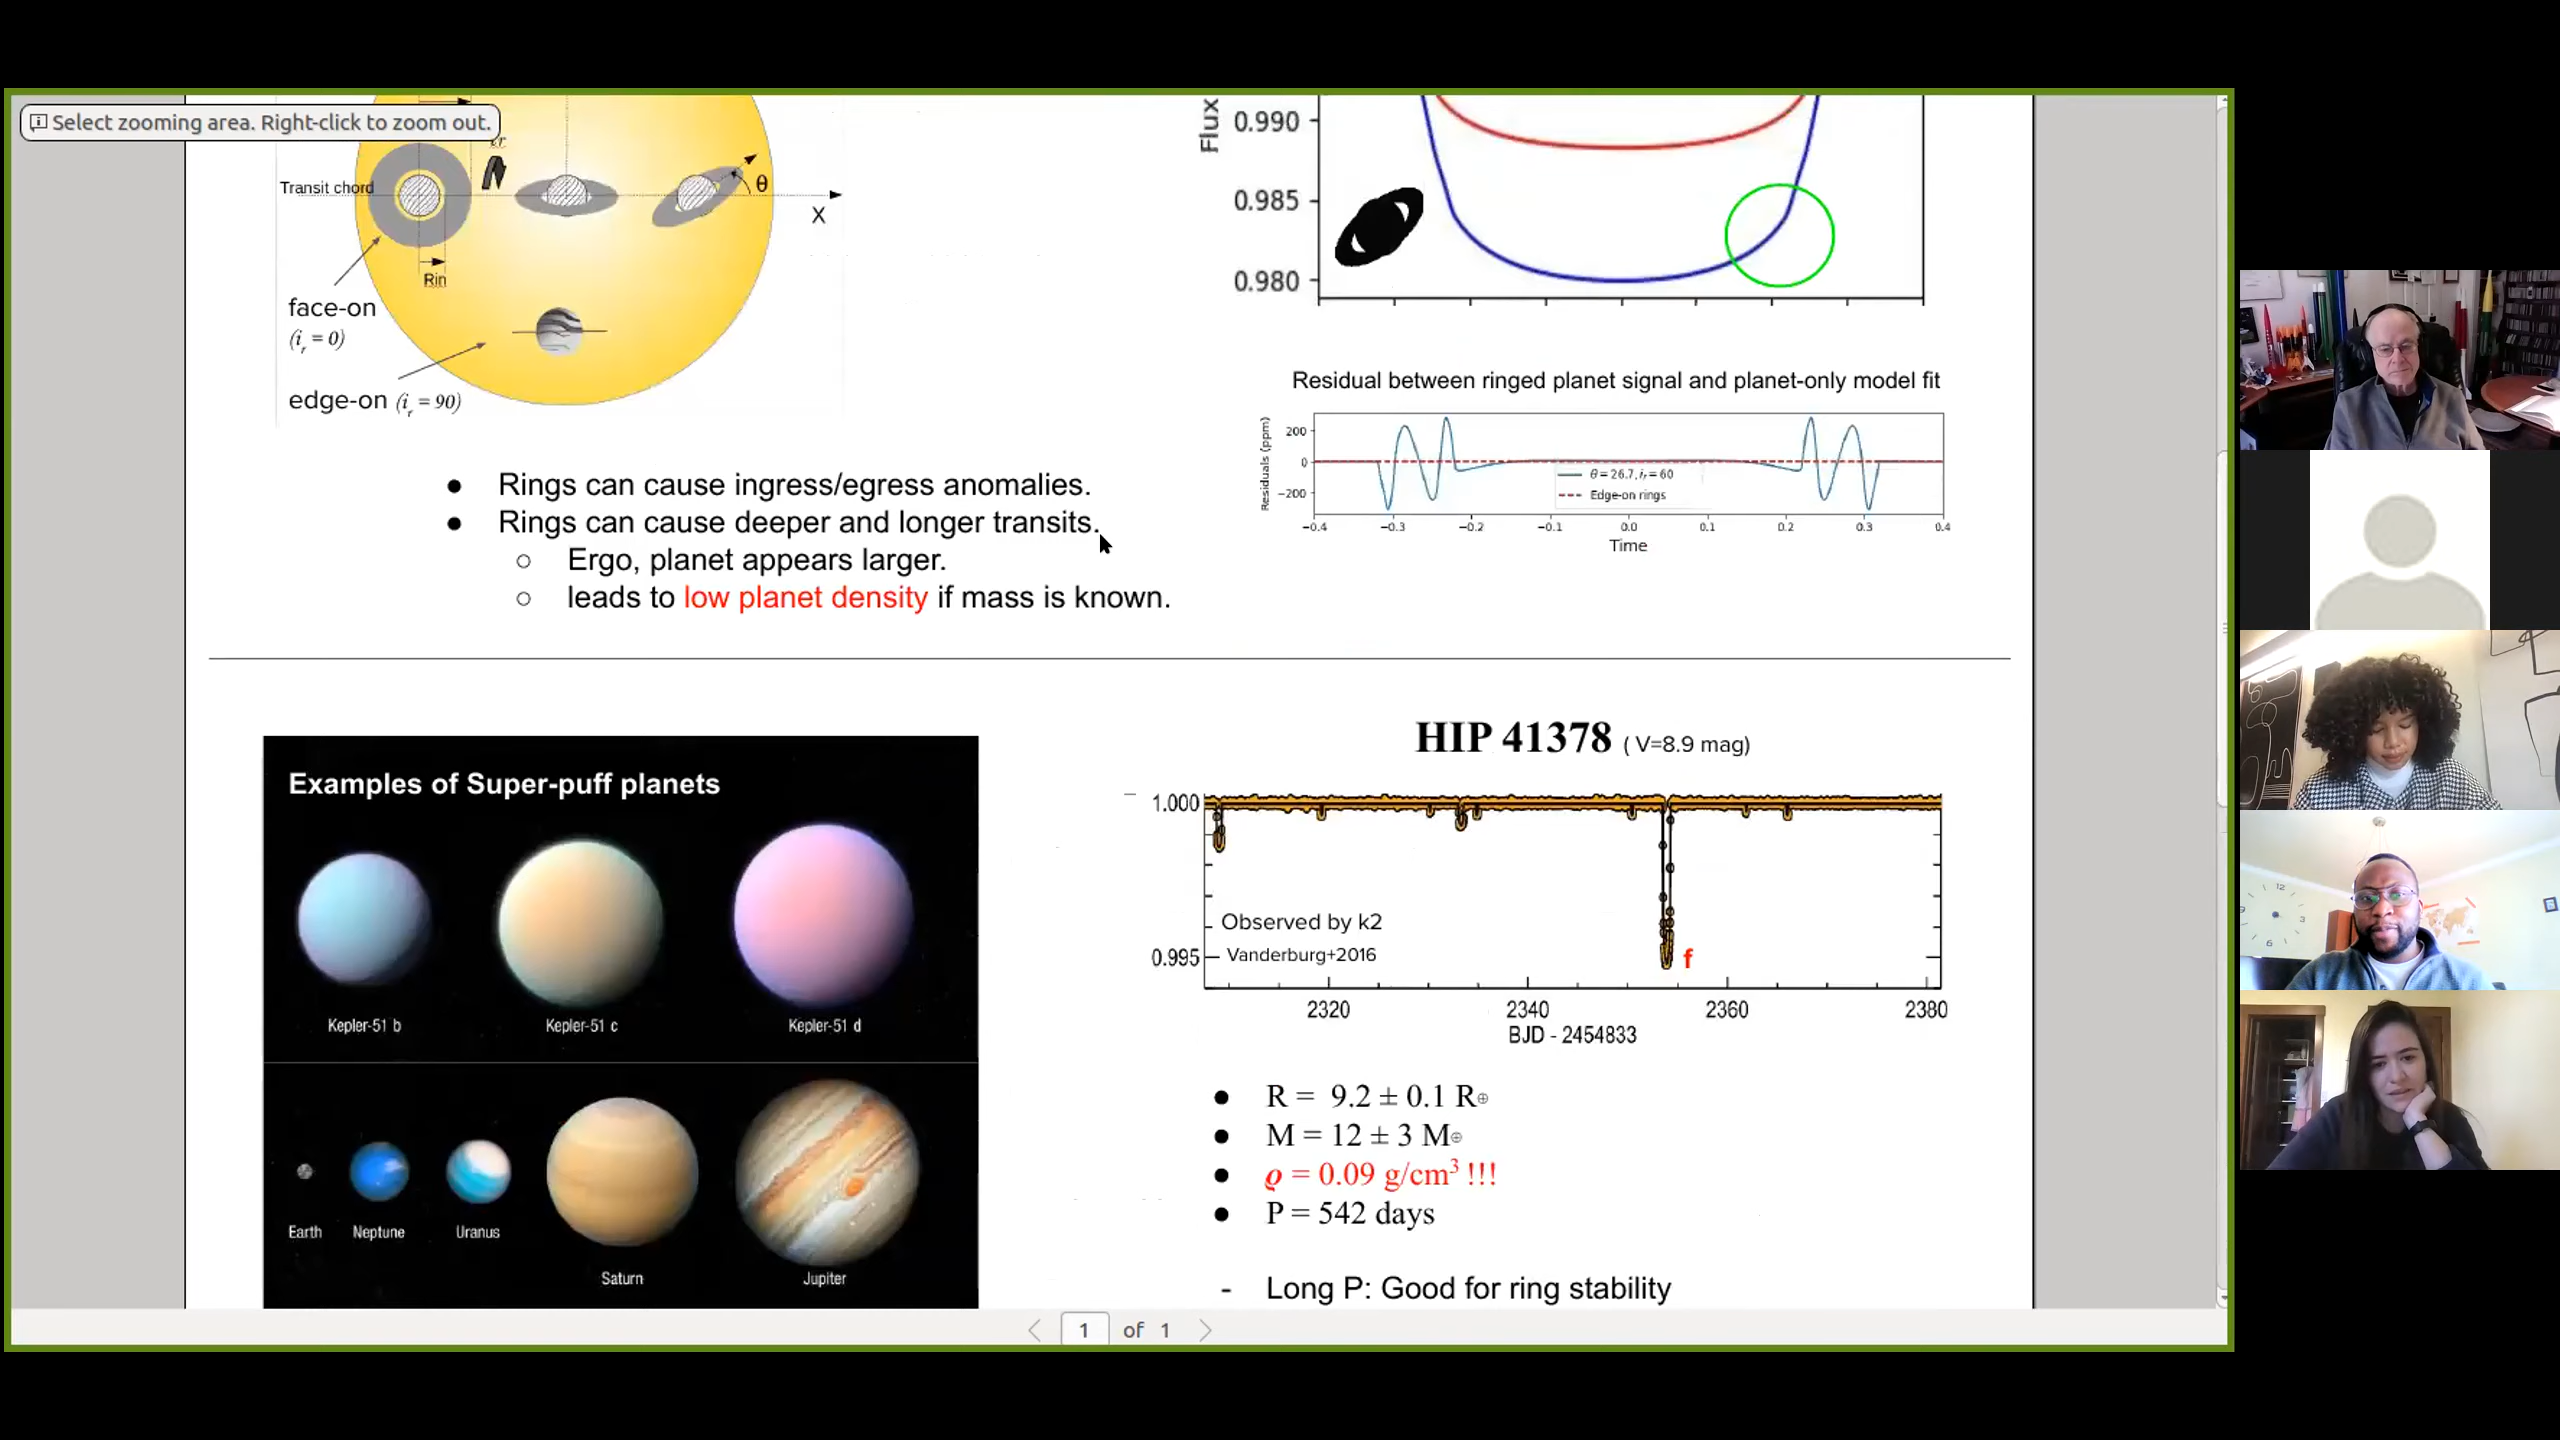 Select zooming area. Right-click to zoom out.
Transit chord
θ
X
Rin
face-on
(iᵣ = 0)
edge-on (iᵣ = 90)
Flux
0.990
0.985
0.980
Residual between ringed planet signal and planet-only model fit
Residuals (ppm)
200
0
−200
θ = 26.7, iᵣ = 60
Edge-on rings
−0.4 −0.3 −0.2 −0.1 0.0 0.1 0.2 0.3 0.4
Time
● Rings can cause ingress/egress anomalies.
● Rings can cause deeper and longer transits.
○ Ergo, planet appears larger.
○ leads to low planet density if mass is known.
Examples of Super-puff planets
Kepler-51 b Kepler-51 c Kepler-51 d
Earth Neptune Uranus
Saturn Jupiter
HIP 41378 ( V=8.9 mag)
1.000
0.995
Observed by k2
Vanderburg+2016
f
2320 2340 2360 2380
BJD - 2454833
● R = 9.2 ± 0.1 R⊕
● M = 12 ± 3 M⊕
● ϱ = 0.09 g/cm³ !!!
● P = 542 days
- Long P: Good for ring stability
1 of 1